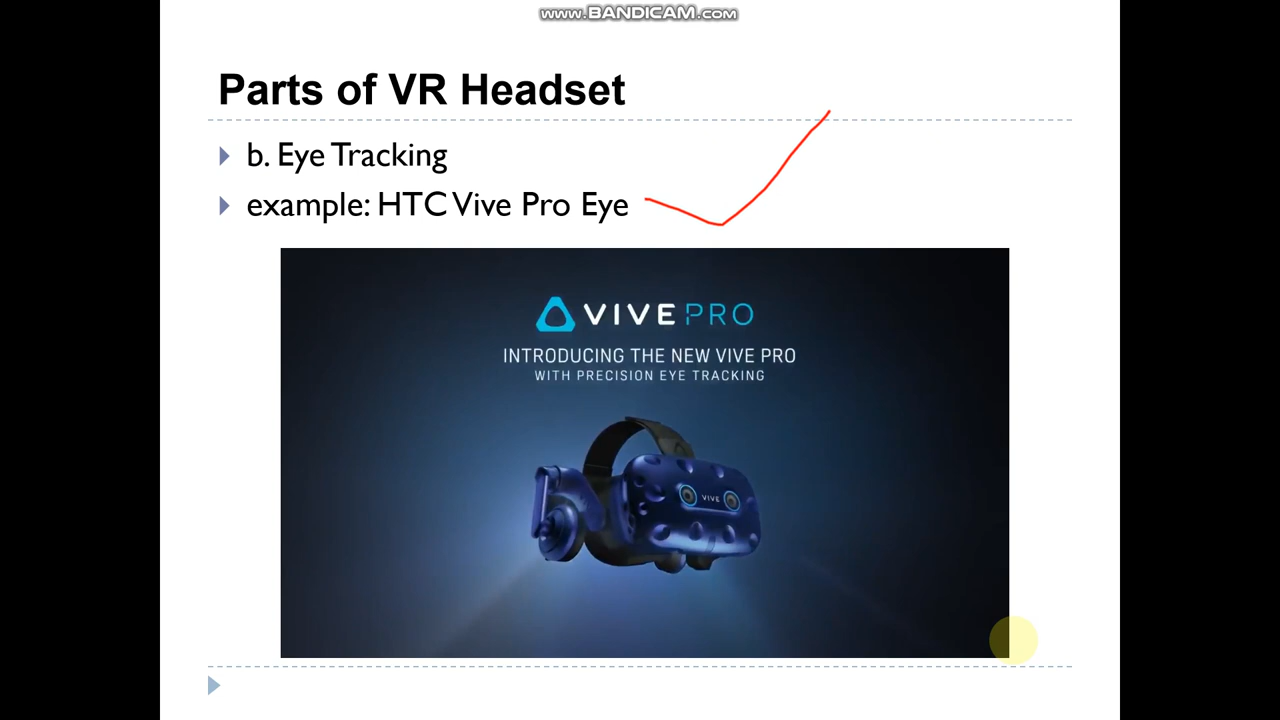 www.BANDICAM.com
Parts of VR Headset
b. Eye Tracking
example: HTC Vive Pro Eye
VIVE PRO
INTRODUCING THE NEW VIVE PRO
WITH PRECISION EYE TRACKING
VIVE